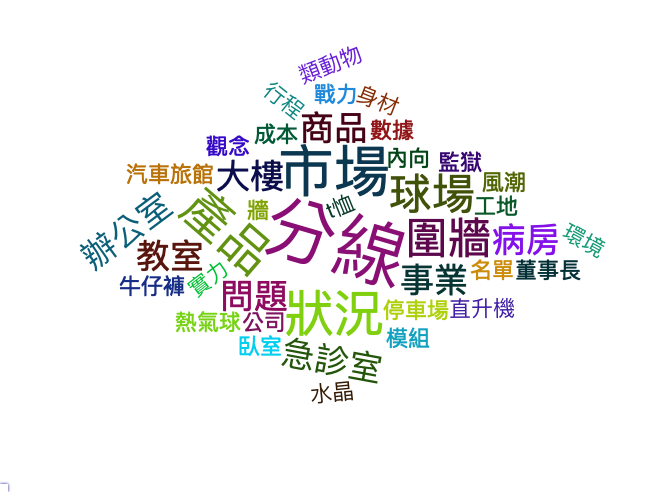 類動物
行程
戰力
身材
觀念
成本
商品
數據
汽車旅館
大樓
市場
內向
監獄
球場
風潮
辦公室
產品
牆
t恤
工地
分線
圍牆
病房
環境
教室
事業
名單
董事長
牛仔褲
實力
問題
狀況
停車場
直升機
熱氣球
公司
模組
臥室
急診室
水晶